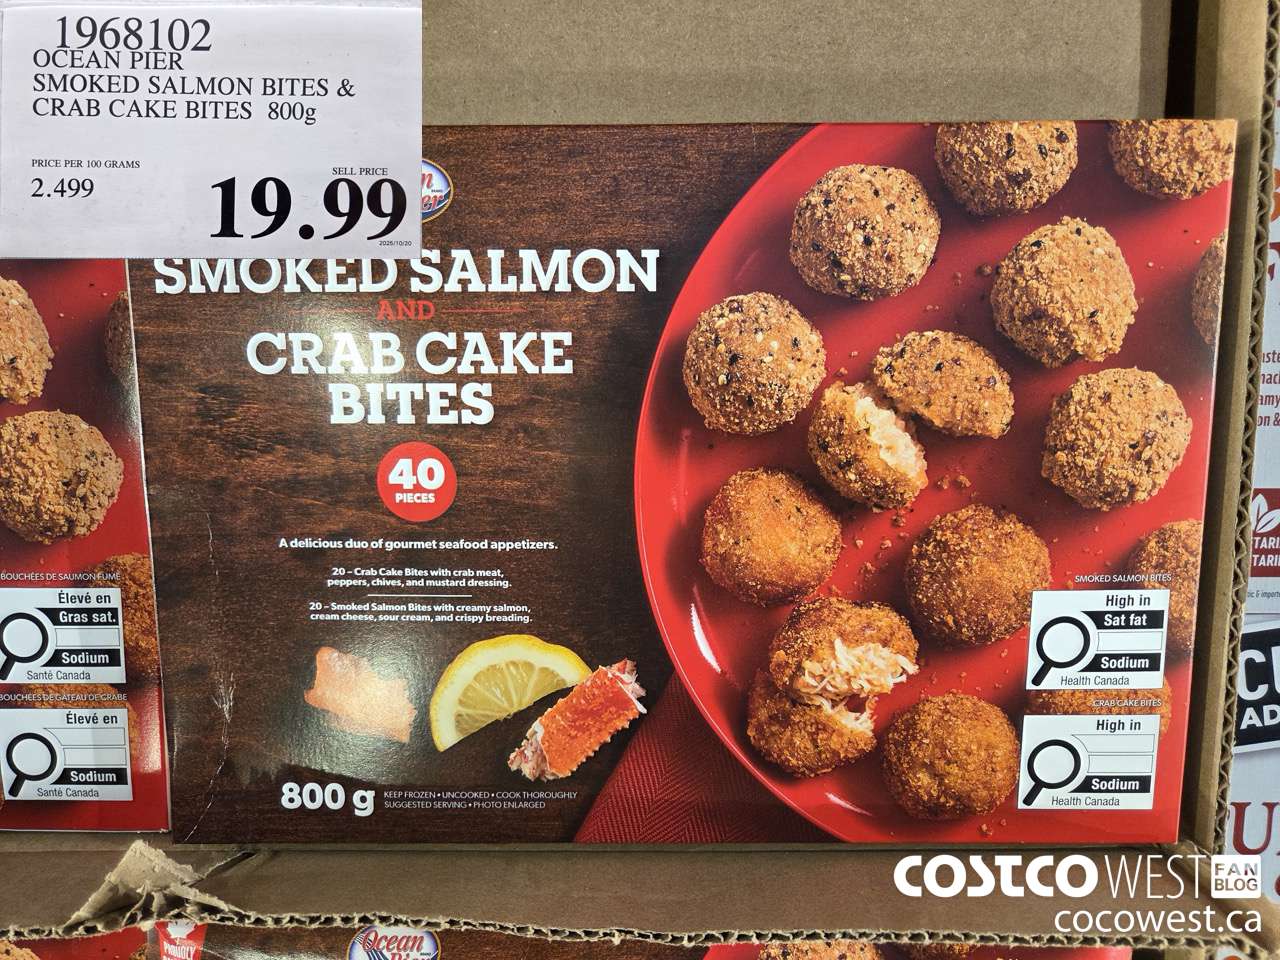 1968102
OCEAN PIER
SMOKED SALMON BITES &
CRAB CAKE BITES 800g
PRICE PER 100 GRAMS
2.499
SELL PRICE
19.99
2025/10/20
SMOKED SALMON
AND
CRAB CAKE
BITES
40
PIECES
A delicious duo of gourmet seafood appetizers.
20 – Crab Cake Bites with crab meat,
peppers, chives, and mustard dressing.
20 – Smoked Salmon Bites with creamy salmon,
cream cheese, sour cream, and crispy breading.
800 g
KEEP FROZEN • UNCOOKED • COOK THOROUGHLY
SUGGESTED SERVING • PHOTO ENLARGED
SMOKED SALMON BITES
High in
Sat fat
Sodium
Health Canada
CRAB CAKE BITES
High in
Sodium
Health Canada
BOUCHÉES DE SAUMON FUMÉ
Élevé en
Gras sat.
Sodium
Santé Canada
BOUCHÉES DE GÂTEAU DE CRABE
Élevé en
Sodium
Santé Canada
PROUDLY
Ocean
COSTCO WEST FAN BLOG
cocowest.ca